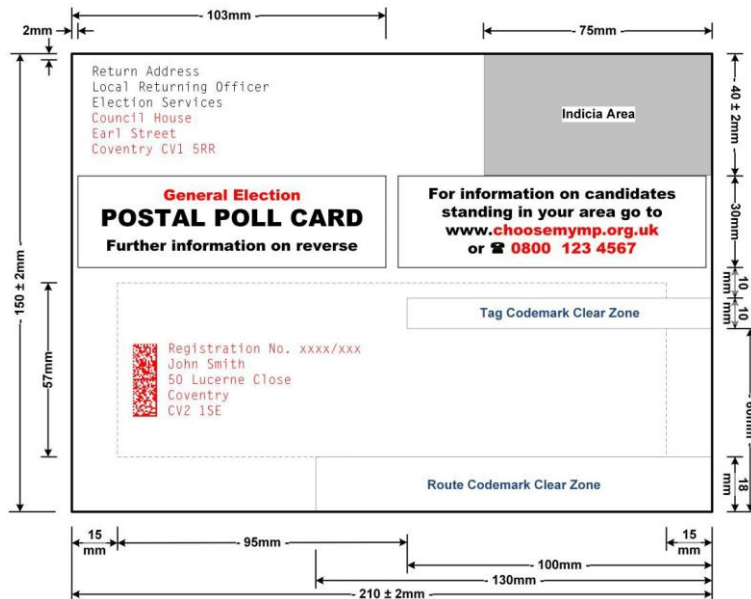 103mm
2mm
75mm
Return Address
Local Returning Officer
Election Services
Council House
Earl Street
Coventry CV1 5RR
Indicia Area
40 ± 2mm
General Election
POSTAL POLL CARD
Further information on reverse
For information on candidates
standing in your area go to
www.choosemymp.org.uk
or ☎ 0800 123 4567
30mm
150 ± 2mm
10
mm
10
mm
Tag Codemark Clear Zone
57mm
Registration No. xxxx/xxx
John Smith
50 Lucerne Close
Coventry
CV2 1SE
Route Codemark Clear Zone
18
mm
15
mm
95mm
15
mm
100mm
130mm
210 ± 2mm